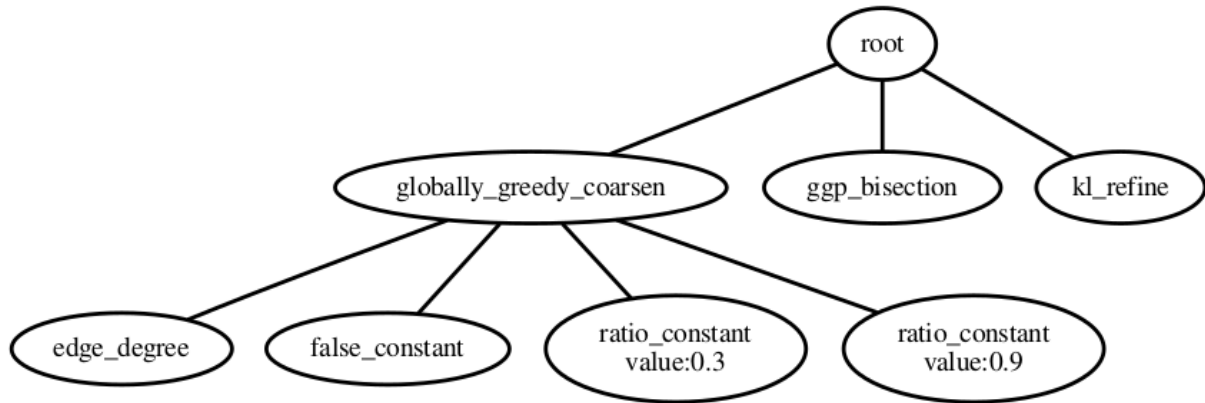 root
globally_greedy_coarsen
ggp_bisection
kl_refine
edge_degree
false_constant
ratio_constant
value:0.3
ratio_constant
value:0.9